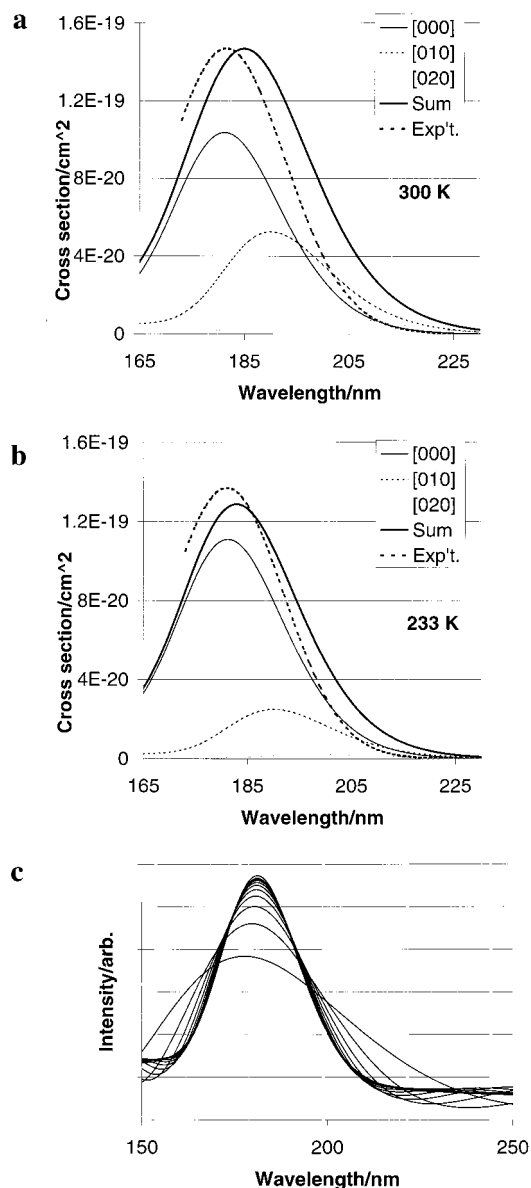 a
1.6E-19
1.2E-19
8E-20
4E-20
0
Cross section/cm^2
[000]
[010]
[020]
Sum
Exp't.
300 K
165 185 205 225
Wavelength/nm
b
1.6E-19
1.2E-19
8E-20
4E-20
0
Cross section/cm^2
[000]
[010]
[020]
Sum
Exp't.
233 K
165 185 205 225
Wavelength/nm
c
Intensity/arb.
150 200 250
Wavelength/nm